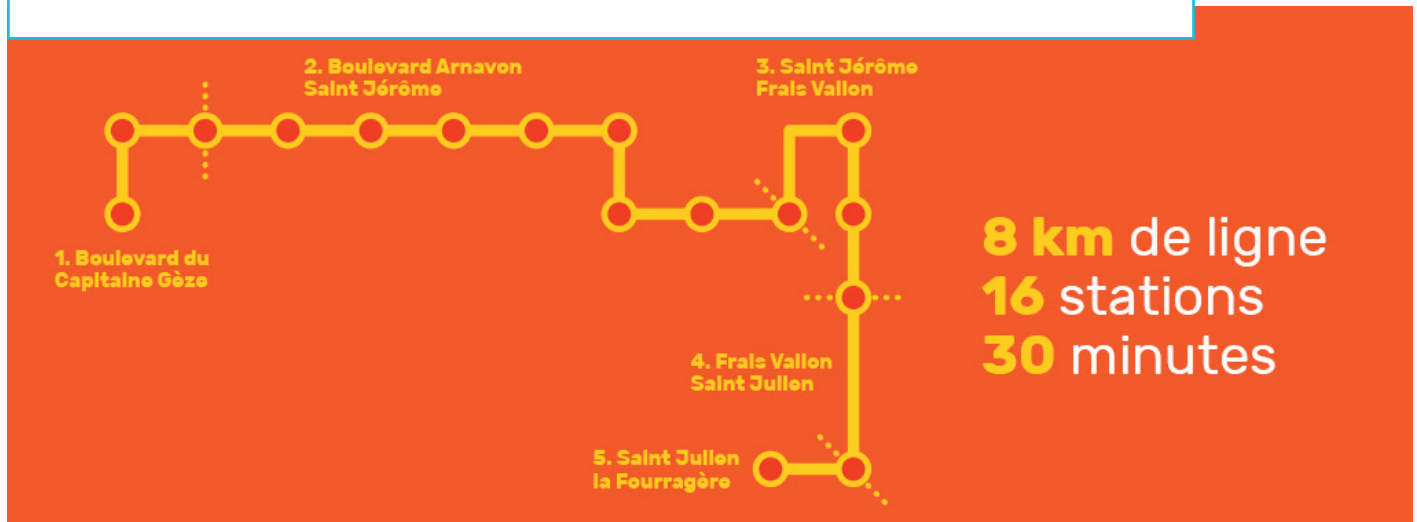 2. Boulevard Arnavon
Saint Jérôme
3. Saint Jérôme
Frais Vallon
1. Boulevard du
Capitaine Gèze
8 km de ligne
16 stations
30 minutes
4. Frais Vallon
Saint Julien
5. Saint Julien
la Fourragère